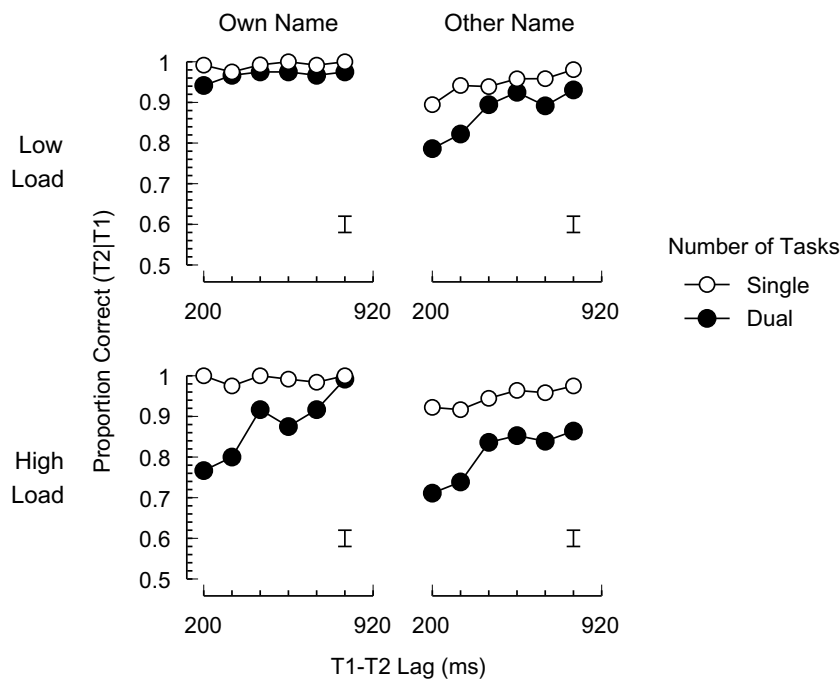 Own Name
Other Name
Low
Load
High
Load
Proportion Correct (T2|T1)
1
0.9
0.8
0.7
0.6
0.5
200
920
200
920
Number of Tasks
Single
Dual
1
0.9
0.8
0.7
0.6
0.5
200
920
200
920
T1-T2 Lag (ms)